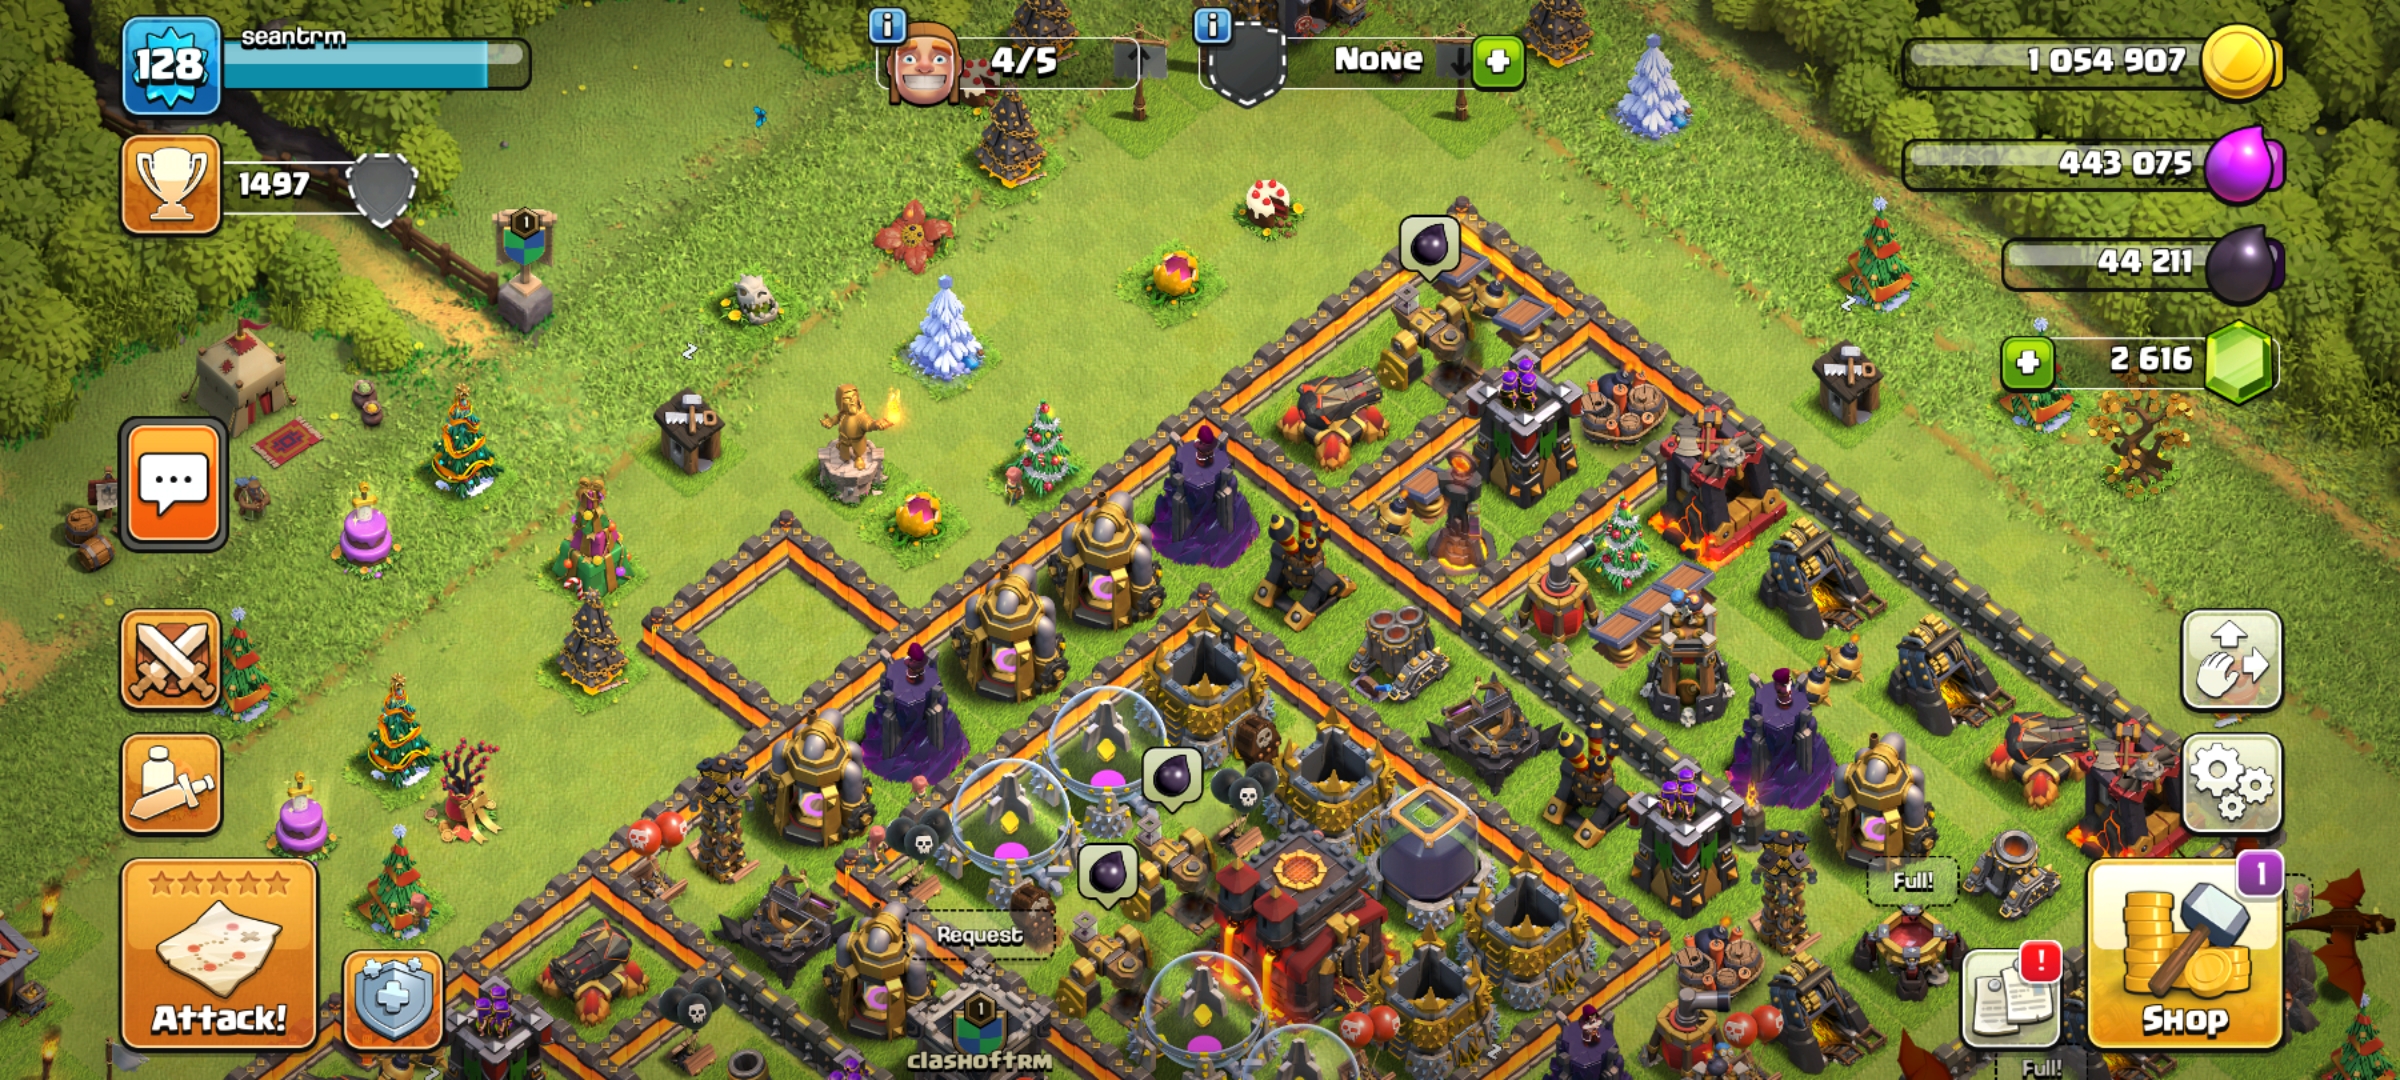 seantrm
128
4/5
None
1 054 907
1497
443 075
44 211
2 616
1
Full!
Request
1
Attack!
clashoftRM
Shop
Full!